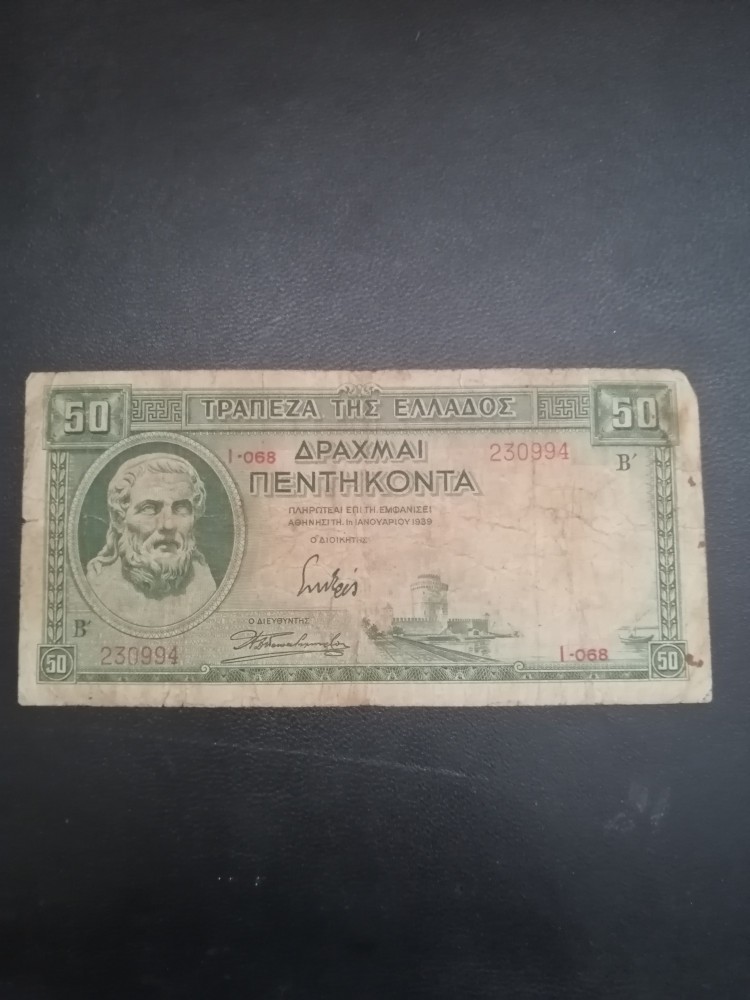 50 ΤΡΑΠΕΖΑ ΤΗΣ ΕΛΛΑΔΟΣ 50
Ι-068 ΔΡΑΧΜΑΙ 230994 Β΄
ΠΕΝΤΗΚΟΝΤΑ
ΠΛΗΡΩΤΕΑΙ ΕΠΙ ΤΗ ΕΜΦΑΝΙΣΕΙ
ΑΘΗΝΗΣΙ ΤΗ. 1η ΙΑΝΟΥΑΡΙΟΥ 1939
Ο ΔΙΟΙΚΗΤΗΣ
Ο ΔΙΕΥΘΥΝΤΗΣ
Β΄
50 230994 Ι-068 50